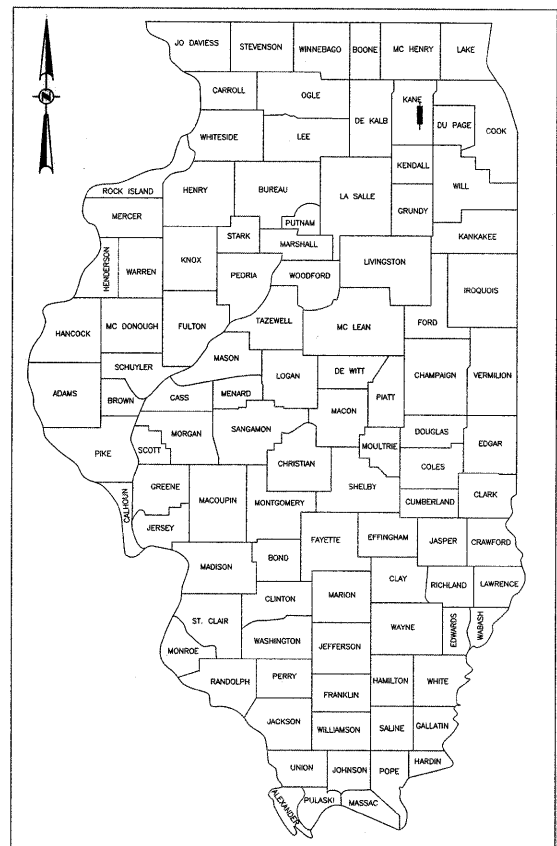 JO DAVIESS
STEVENSON
WINNEBAGO
BOONE
MC HENRY
LAKE
CARROLL
OGLE
DE KALB
KANE
DU PAGE
COOK
WHITESIDE
LEE
KENDALL
WILL
ROCK ISLAND
HENRY
BUREAU
LA SALLE
GRUNDY
MERCER
PUTNAM
STARK
MARSHALL
KANKAKEE
HENDERSON
WARREN
KNOX
PEORIA
WOODFORD
LIVINGSTON
IROQUOIS
HANCOCK
MC DONOUGH
FULTON
TAZEWELL
MC LEAN
FORD
MASON
SCHUYLER
LOGAN
DE WITT
CHAMPAIGN
VERMILION
ADAMS
BROWN
CASS
MENARD
MACON
PIATT
MORGAN
SANGAMON
DOUGLAS
PIKE
SCOTT
CHRISTIAN
MOULTRIE
COLES
EDGAR
GREENE
MACOUPIN
MONTGOMERY
SHELBY
CUMBERLAND
CLARK
CALHOUN
JERSEY
FAYETTE
EFFINGHAM
JASPER
CRAWFORD
MADISON
BOND
CLAY
RICHLAND
LAWRENCE
CLINTON
MARION
ST. CLAIR
WAYNE
EDWARDS
WABASH
WASHINGTON
JEFFERSON
MONROE
RANDOLPH
PERRY
HAMILTON
WHITE
FRANKLIN
JACKSON
WILLIAMSON
SALINE
GALLATIN
UNION
JOHNSON
POPE
HARDIN
ALEXANDER
PULASKI
MASSAC